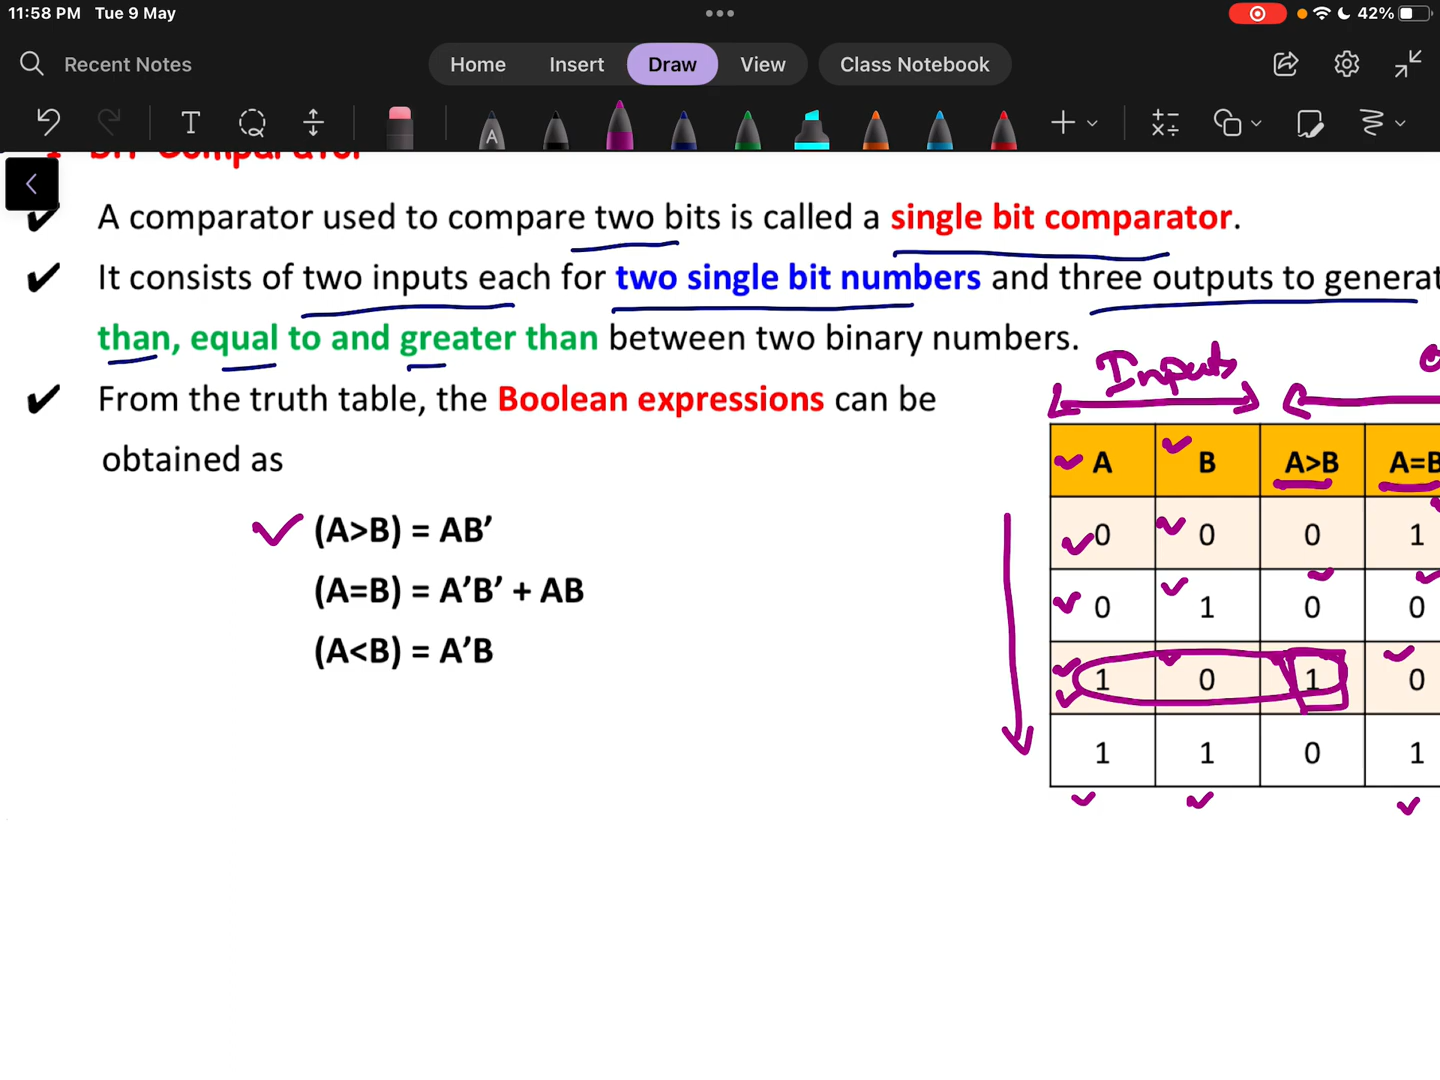 11:58 PM Tue 9 May
42%
Recent Notes
Home Insert Draw View Class Notebook
T
A
bit Comparator
✔ A comparator used to compare two bits is called a single bit comparator.
✔ It consists of two inputs each for two single bit numbers and three outputs to generat
than, equal to and greater than between two binary numbers.
Inputs
✔ From the truth table, the Boolean expressions can be
obtained as
(A>B) = AB’
(A=B) = A’B’ + AB
(A<B) = A’B
A B A>B A=B
0 0 0 1
0 1 0 0
1 0 1 0
1 1 0 1